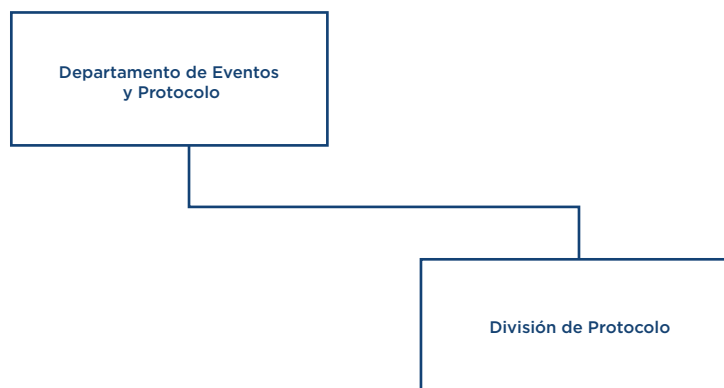 Departamento de Eventos
y Protocolo
División de Protocolo